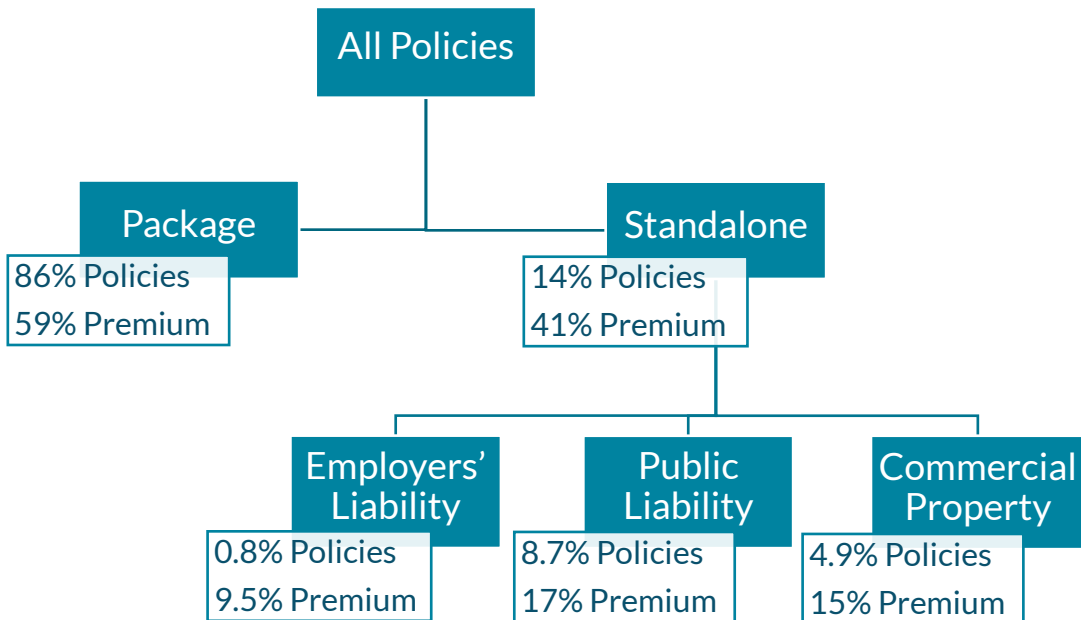 All Policies
Package
86% Policies
59% Premium
Standalone
14% Policies
41% Premium
Employers’
Liability
0.8% Policies
9.5% Premium
Public
Liability
8.7% Policies
17% Premium
Commercial
Property
4.9% Policies
15% Premium